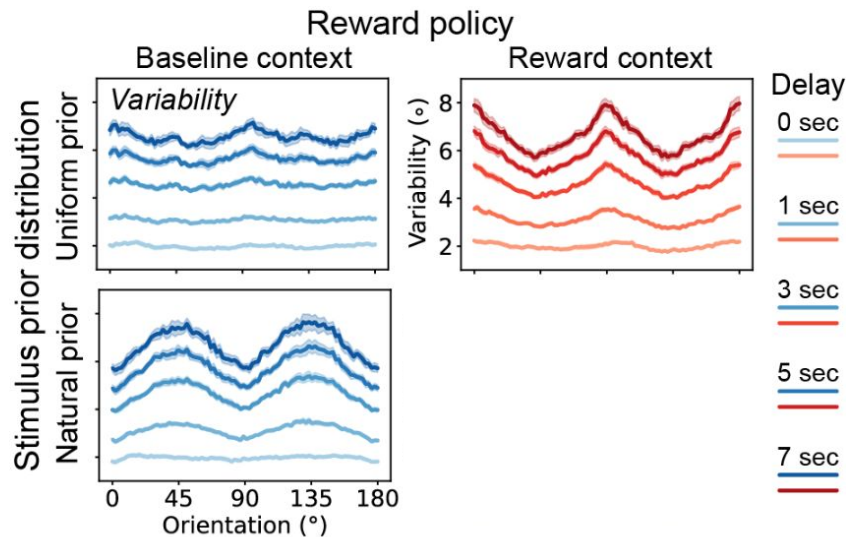 Reward policy
Baseline context
Reward context
Delay
Stimulus prior distribution
Uniform prior
Natural prior
Variability
Variability (∘)
8
6
4
2
0 sec
1 sec
3 sec
5 sec
7 sec
0 45 90 135 180
Orientation (°)